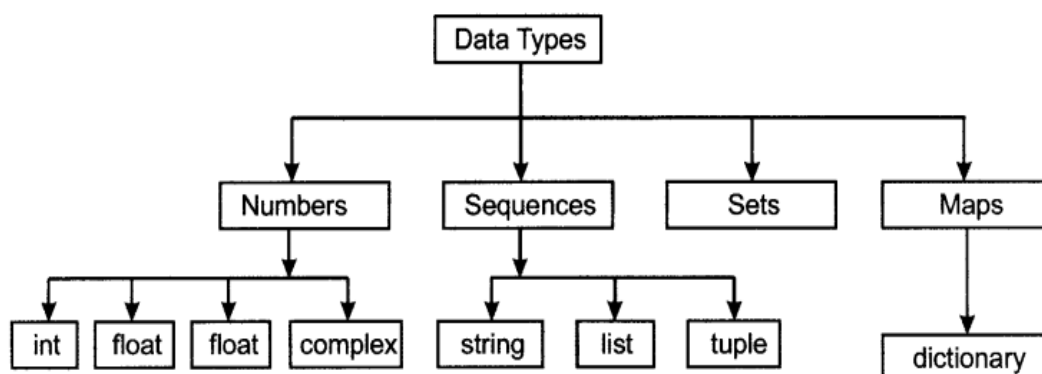 Data Types
Numbers Sequences Sets Maps
int float float complex string list tuple dictionary